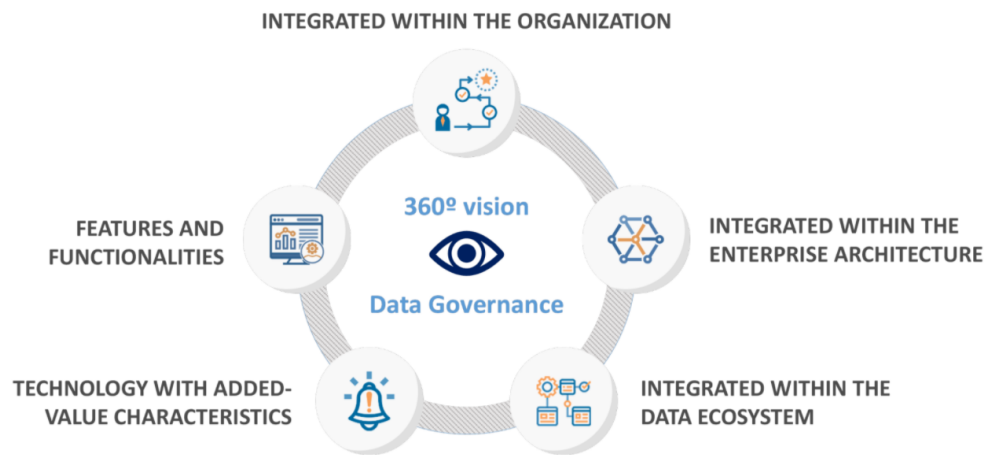 INTEGRATED WITHIN THE ORGANIZATION
360º vision
Data Governance
INTEGRATED WITHIN THE
ENTERPRISE ARCHITECTURE
INTEGRATED WITHIN THE
DATA ECOSYSTEM
TECHNOLOGY WITH ADDED-
VALUE CHARACTERISTICS
FEATURES AND
FUNCTIONALITIES